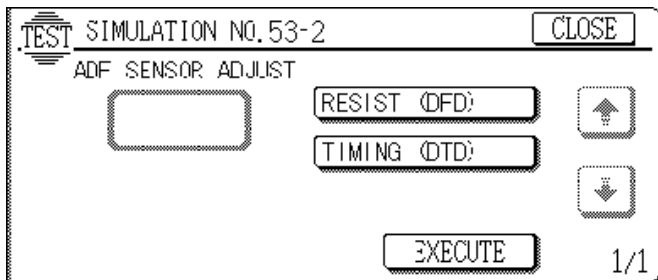 TEST SIMULATION NO.53-2 CLOSE
ADF SENSOR ADJUST
RESIST (DFD)
TIMING (DTD)
EXECUTE 1/1